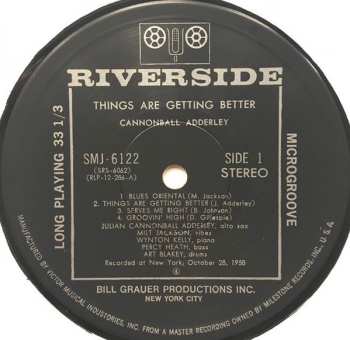 RIVERSIDE
THINGS ARE GETTING BETTER
CANNONBALL ADDERLEY
LONG PLAYING 33 1/3
MICROGROOVE
SMJ-6122
SIDE 1
(SRS-6062)
STEREO
(RLP-12-286-A)
1 BLUES ORIENTAL (M. Jackson)
2. THINGS ARE GETTING BETTER (J. Adderley)
3. SERVES ME RIGHT (B. Johnson)
4. GROOVIN' HIGH (D. Gillespie)
JULIAN CANNONBALL ADDERLEY, alto sax
MILT JACKSON, vibes
WYNTON KELLY, piano
PERCY HEATH, bass
ART BLAKEY, drums
Recorded at New York, October 28, 1958
BILL GRAUER PRODUCTIONS INC.
NEW YORK CITY
MANUFACTURED BY VICTOR MUSICAL INDUSTORIES, INC. FROM A MASTER RECORDING OWNED BY MILESTONE RECORDS, INC. U.S.A.